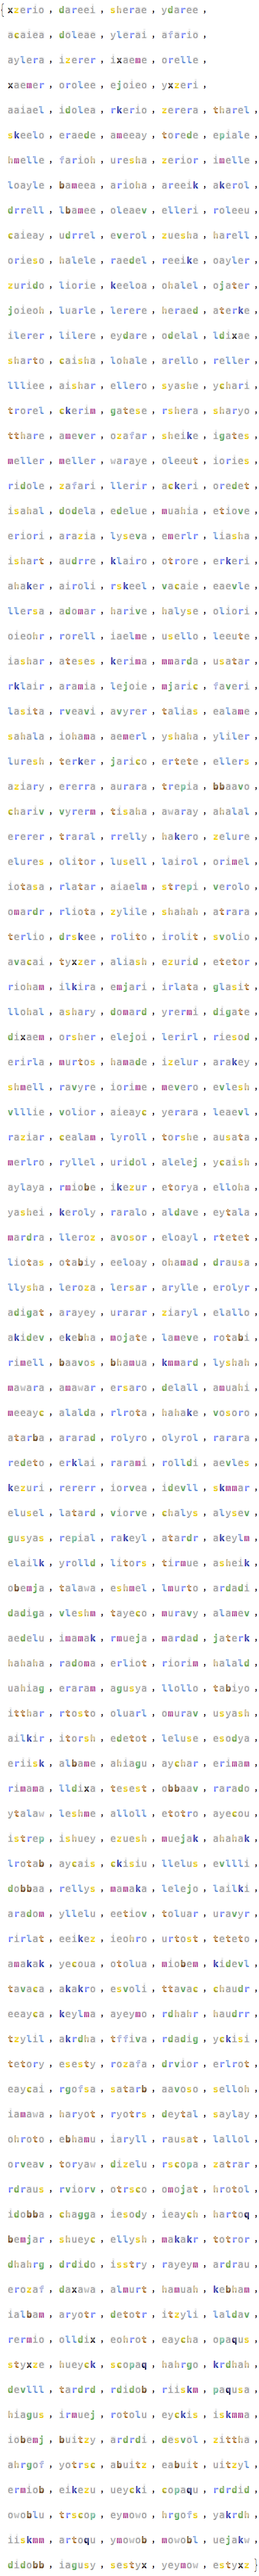 {xzerio , dareei , sherae , ydaree ,
acaiea , doleae , ylerai , afario ,
aylera , izerer , ixaeme , orelle ,
xaemer , orolee , ejoieo , yxzeri ,
aaiael , idolea , rkerio , zerera , tharel ,
skeelo , eraede , ameeay , torede , epiale ,
hmelle , farioh , uresha , zerior , imelle ,
loayle , bameea , arioha , areeik , akerol ,
drrell , lbamee , oleaev , elleri , roleeu ,
caieay , udrrel , everol , zuesha , harell ,
orieso , halele , raedel , reeike , oayler ,
zurido , liorie , keeloa , ohalel , ojater ,
joieoh , luarle , lerere , heraed , aterke ,
ilerer , lilere , eydare , odelal , ldixae ,
sharto , caisha , lohale , arello , reller ,
llliee , aishar , ellero , syashe , ychari ,
trorel , ckerim , gatese , rshera , sharyo ,
tthare , amever , ozafar , sheike , igates ,
meller , meller , waraye , oleeut , iories ,
ridole , zafari , llerir , ackeri , oredet ,
isahal , dodela , edelue , muahia , etiove ,
eriori , arazia , lyseva , emerlr , liasha ,
ishart , audrre , klairo , otrore , erkeri ,
ahaker , airoli , rskeel , vacaie , eaevle ,
llersa , adomar , harive , halyse , oliori ,
oieohr , rorell , iaelme , usello , leeute ,
iashar , ateses , kerima , mmarda , usatar ,
rklair , aramia , lejoie , mjaric , faveri ,
lasita , rveavi , avyrer , talias , ealame ,
sahala , iohama , aemerl , yshaha , yliler ,
luresh , terker , jarico , ertete , ellers ,
aziary , ererra , aurara , trepia , bbaavo ,
chariv , vyrerm , tisaha , awaray , ahalal ,
ererer , traral , rrelly , hakero , zelure ,
elures , olitor , lusell , lairol , orimel ,
iotasa , rlatar , aiaelm , strepi , verolo ,
omardr , rliota , zylile , shahah , atrara ,
terlio , drskee , rolito , irolit , svolio ,
avacai , tyxzer , aliash , ezurid , etetor ,
rioham , ilkira , emjari , irlata , glasit ,
llohal , ashary , domard , yrermi , digate ,
dixaem , orsher , elejoi , lerirl , riesod ,
erirla , murtos , hamade , izelur , arakey ,
shmell , ravyre , iorime , mevero , evlesh ,
vlllie , volior , aieayc , yerara , leaevl ,
raziar , cealam , lyroll , torshe , ausata ,
merlro , ryllel , uridol , alelej , ycaish ,
aylaya , rmiobe , ikezur , etorya , elloha ,
yashei , keroly , raralo , aldave , eytala ,
mardra , lleroz , avosor , eloayl , rtetet ,
liotas , otabiy , eeloay , ohamad , drausa ,
llysha , leroza , lersar , arylle , erolyr ,
adigat , arayey , urarar , ziaryl , elallo ,
akidev , ekebha , mojate , lameve , rotabi ,
rimell , baavos , bhamua , kmmard , lyshah ,
mawara , amawar , ersaro , delall , amuahi ,
meeayc , alalda , rlrota , hahake , vosoro ,
atarba , ararad , rolyro , olyrol , rarara ,
redeto , erklai , rarami , rolldi , aevles ,
kezuri , rererr , iorvea , idevll , skmmar ,
elusel , latard , viorve , chalys , alysev ,
gusyas , repial , rakeyl , atardr , akeylm ,
elailk , yrolld , litors , tirmue , asheik ,
obemja , talawa , eshmel , lmurto , ardadi ,
dadiga , vleshm , tayeco , muravy , alamev ,
aedelu , imamak , rmueja , mardad , jaterk ,
hahaha , radoma , erliot , riorim , halald ,
uahiag , eraram , agusya , llollo , tabiyo ,
itthar , rtosto , oluarl , omurav , usyash ,
ailkir , itorsh , edetot , leluse , esodya ,
eriisk , albame , ahiagu , aychar , erimam ,
rimama , lldixa , tesest , obbaav , rarado ,
ytalaw , leshme , alloll , etotro , ayecou ,
istrep , ishuey , ezuesh , muejak , ahahak ,
lrotab , aycais , ckisiu , llelus , evllli ,
dobbaa , rellys , mamaka , lelejo , lailki ,
aradom , yllelu , eetiov , toluar , uravyr ,
rirlat , eeikez , ieohro , urtost , teteto ,
amakak , yecoua , otolua , miobem , kidevl ,
tavaca , akakro , esvoli , ttavac , chaudr ,
eeayca , keylma , ayeymo , rdhahr , haudrr ,
tzylil , akrdha , tffiva , rdadig , yckisi ,
tetory , esesty , rozafa , drvior , erlrot ,
eaycai , rgofsa , satarb , aavoso , selloh ,
iamawa , haryot , ryotrs , deytal , saylay ,
ohroto , ebhamu , iaryll , rausat , lallol ,
orveav , toryaw , dizelu , rscopa , zatrar ,
rdraus , rviorv , otrsco , omojat , hrotol ,
idobba , chagga , iesody , ieaych , hartoq ,
bemjar , shueyc , ellysh , makakr , totror ,
dhahrg , drdido , isstry , rayeym , ardrau ,
erozaf , daxawa , almurt , hamuah , kebham ,
ialbam , aryotr , detotr , itzyli , laldav ,
rermio , olldix , eohrot , eaycha , opaqus ,
styxze , hueyck , scopaq , hahrgo , krdhah ,
devlll , tardrd , rdidob , riiskm , paqusa ,
hiagus , irmuej , rotolu , eyckis , iskmma ,
iobemj , buitzy , ardrdi , desvol , zittha ,
ahrgof , yotrsc , abuitz , eabuit , uitzyl ,
ermiob , eikezu , ueycki , copaqu , rdrdid ,
owoblu , trscop , eymowo , hrgofs , yakrdh ,
iiskmm , artoqu , ymowob , mowobl , uejakw ,
didobb , iagusy , sestyx , yeymow , estyxz }